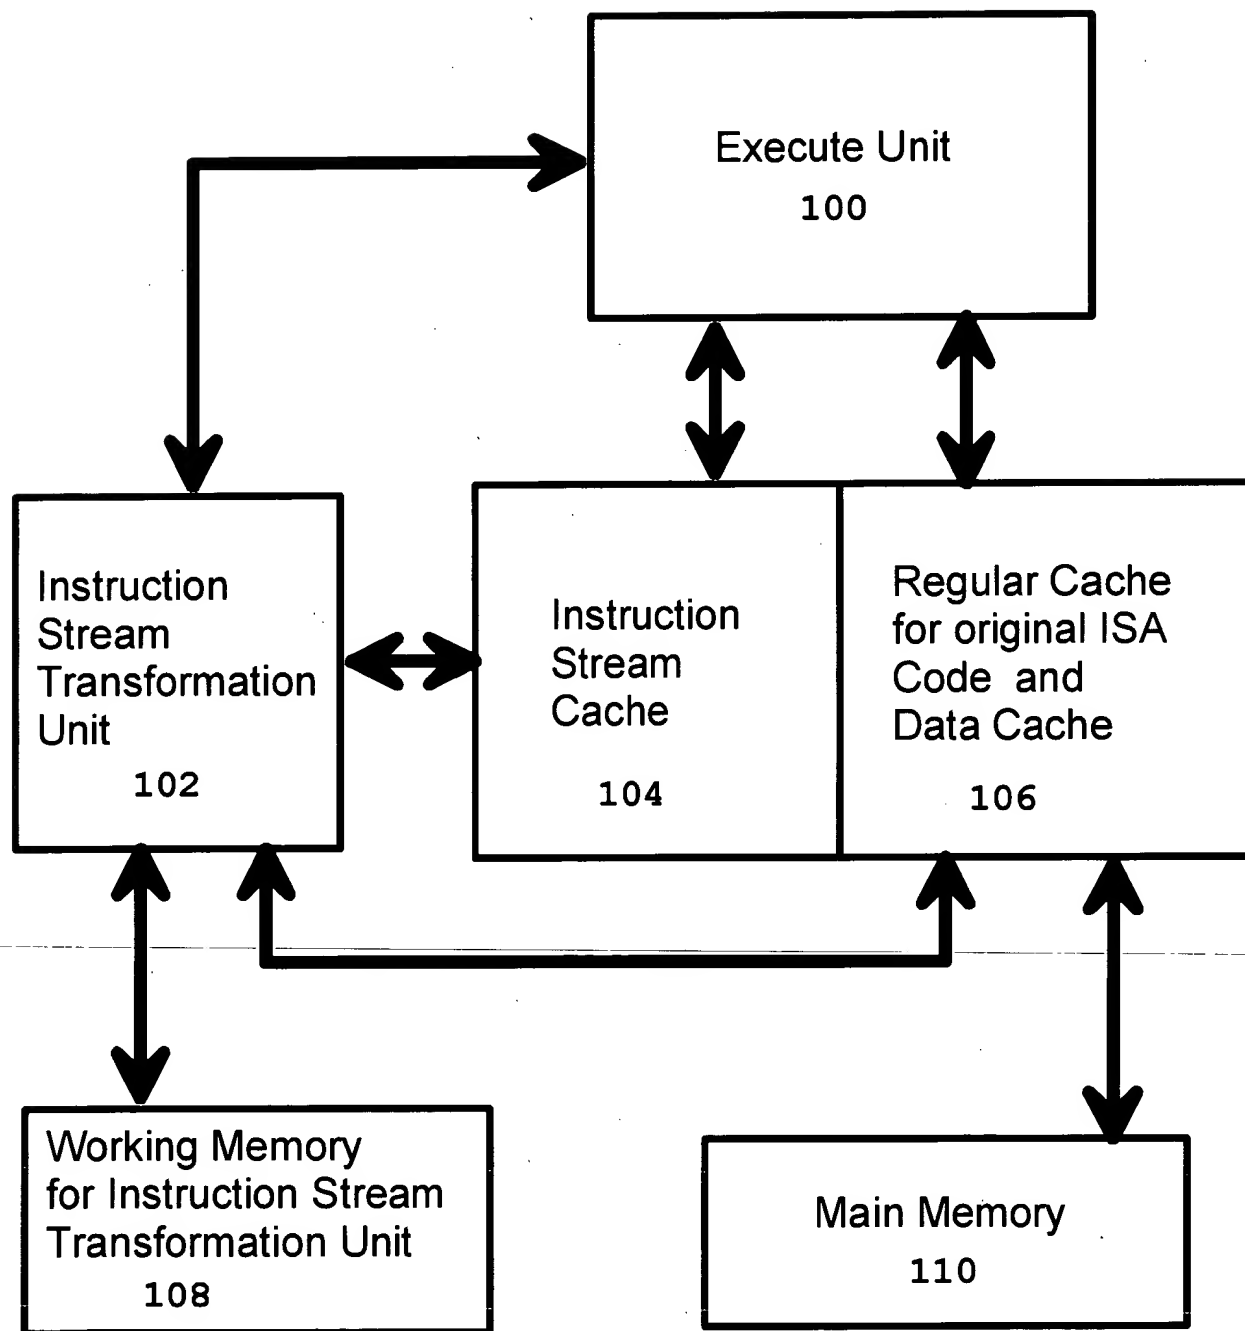 Execute Unit
100
Instruction
Stream
Transformation
Unit
102
Instruction
Stream
Cache
104
Regular Cache
for original ISA
Code and
Data Cache
106
Working Memory
for Instruction Stream
Transformation Unit
108
Main Memory
110